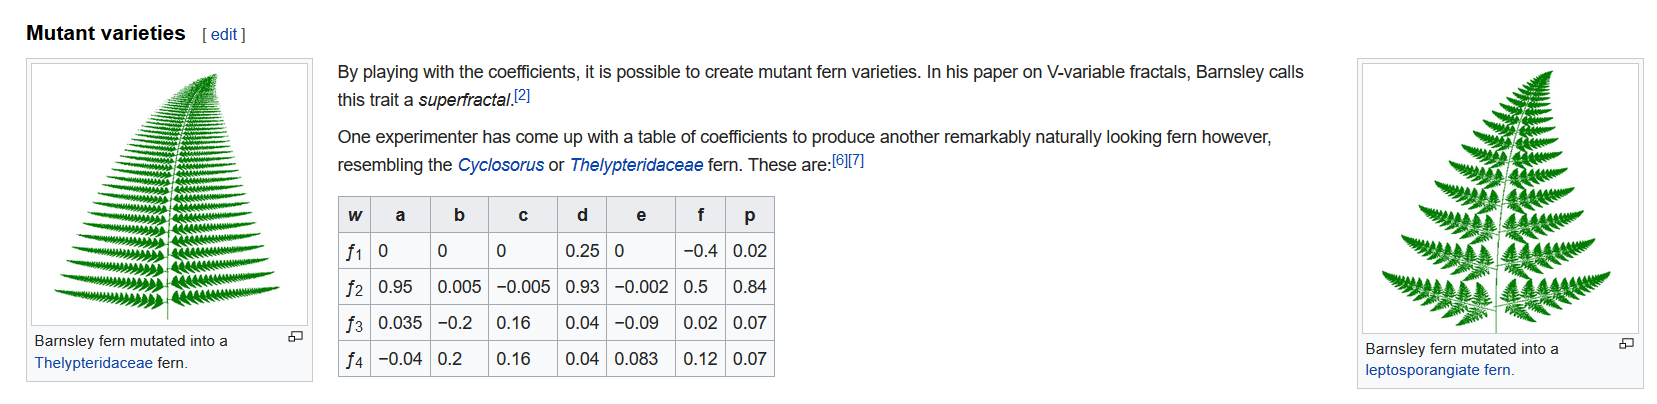 Mutant varieties [ edit ]
By playing with the coefficients, it is possible to create mutant fern varieties. In his paper on V-variable fractals, Barnsley calls
this trait a superfractal.[2]
One experimenter has come up with a table of coefficients to produce another remarkably naturally looking fern however,
resembling the Cyclosorus or Thelypteridaceae fern. These are:[6][7]
w a b c d e f p
ƒ1 0 0 0 0.25 0 −0.4 0.02
ƒ2 0.95 0.005 −0.005 0.93 −0.002 0.5 0.84
ƒ3 0.035 −0.2 0.16 0.04 −0.09 0.02 0.07
ƒ4 −0.04 0.2 0.16 0.04 0.083 0.12 0.07
Barnsley fern mutated into a
Thelypteridaceae fern.
Barnsley fern mutated into a
leptosporangiate fern.